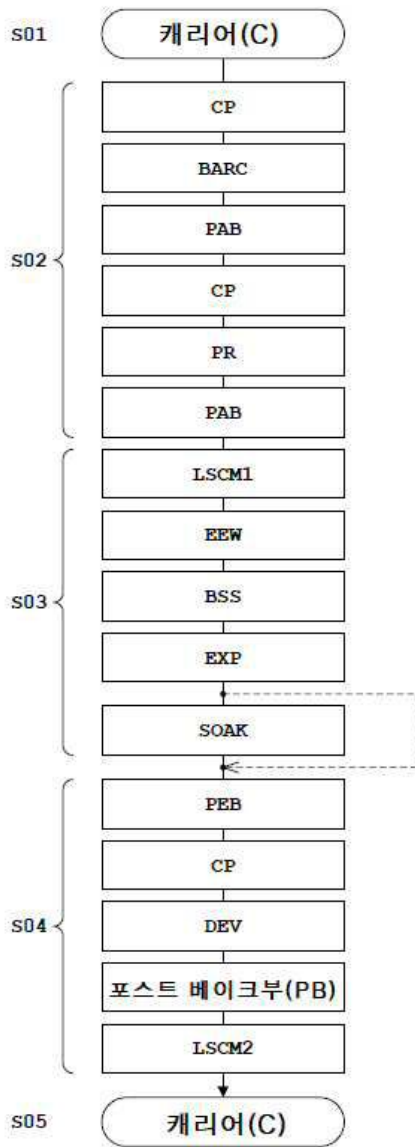 S01
캐리어(C)
CP
BARC
PAB
S02
CP
PR
PAB
LSCM1
EEW
S03
BSS
EXP
SOAK
PEB
CP
S04
DEV
포스트 베이크부(PB)
LSCM2
S05
캐리어(C)